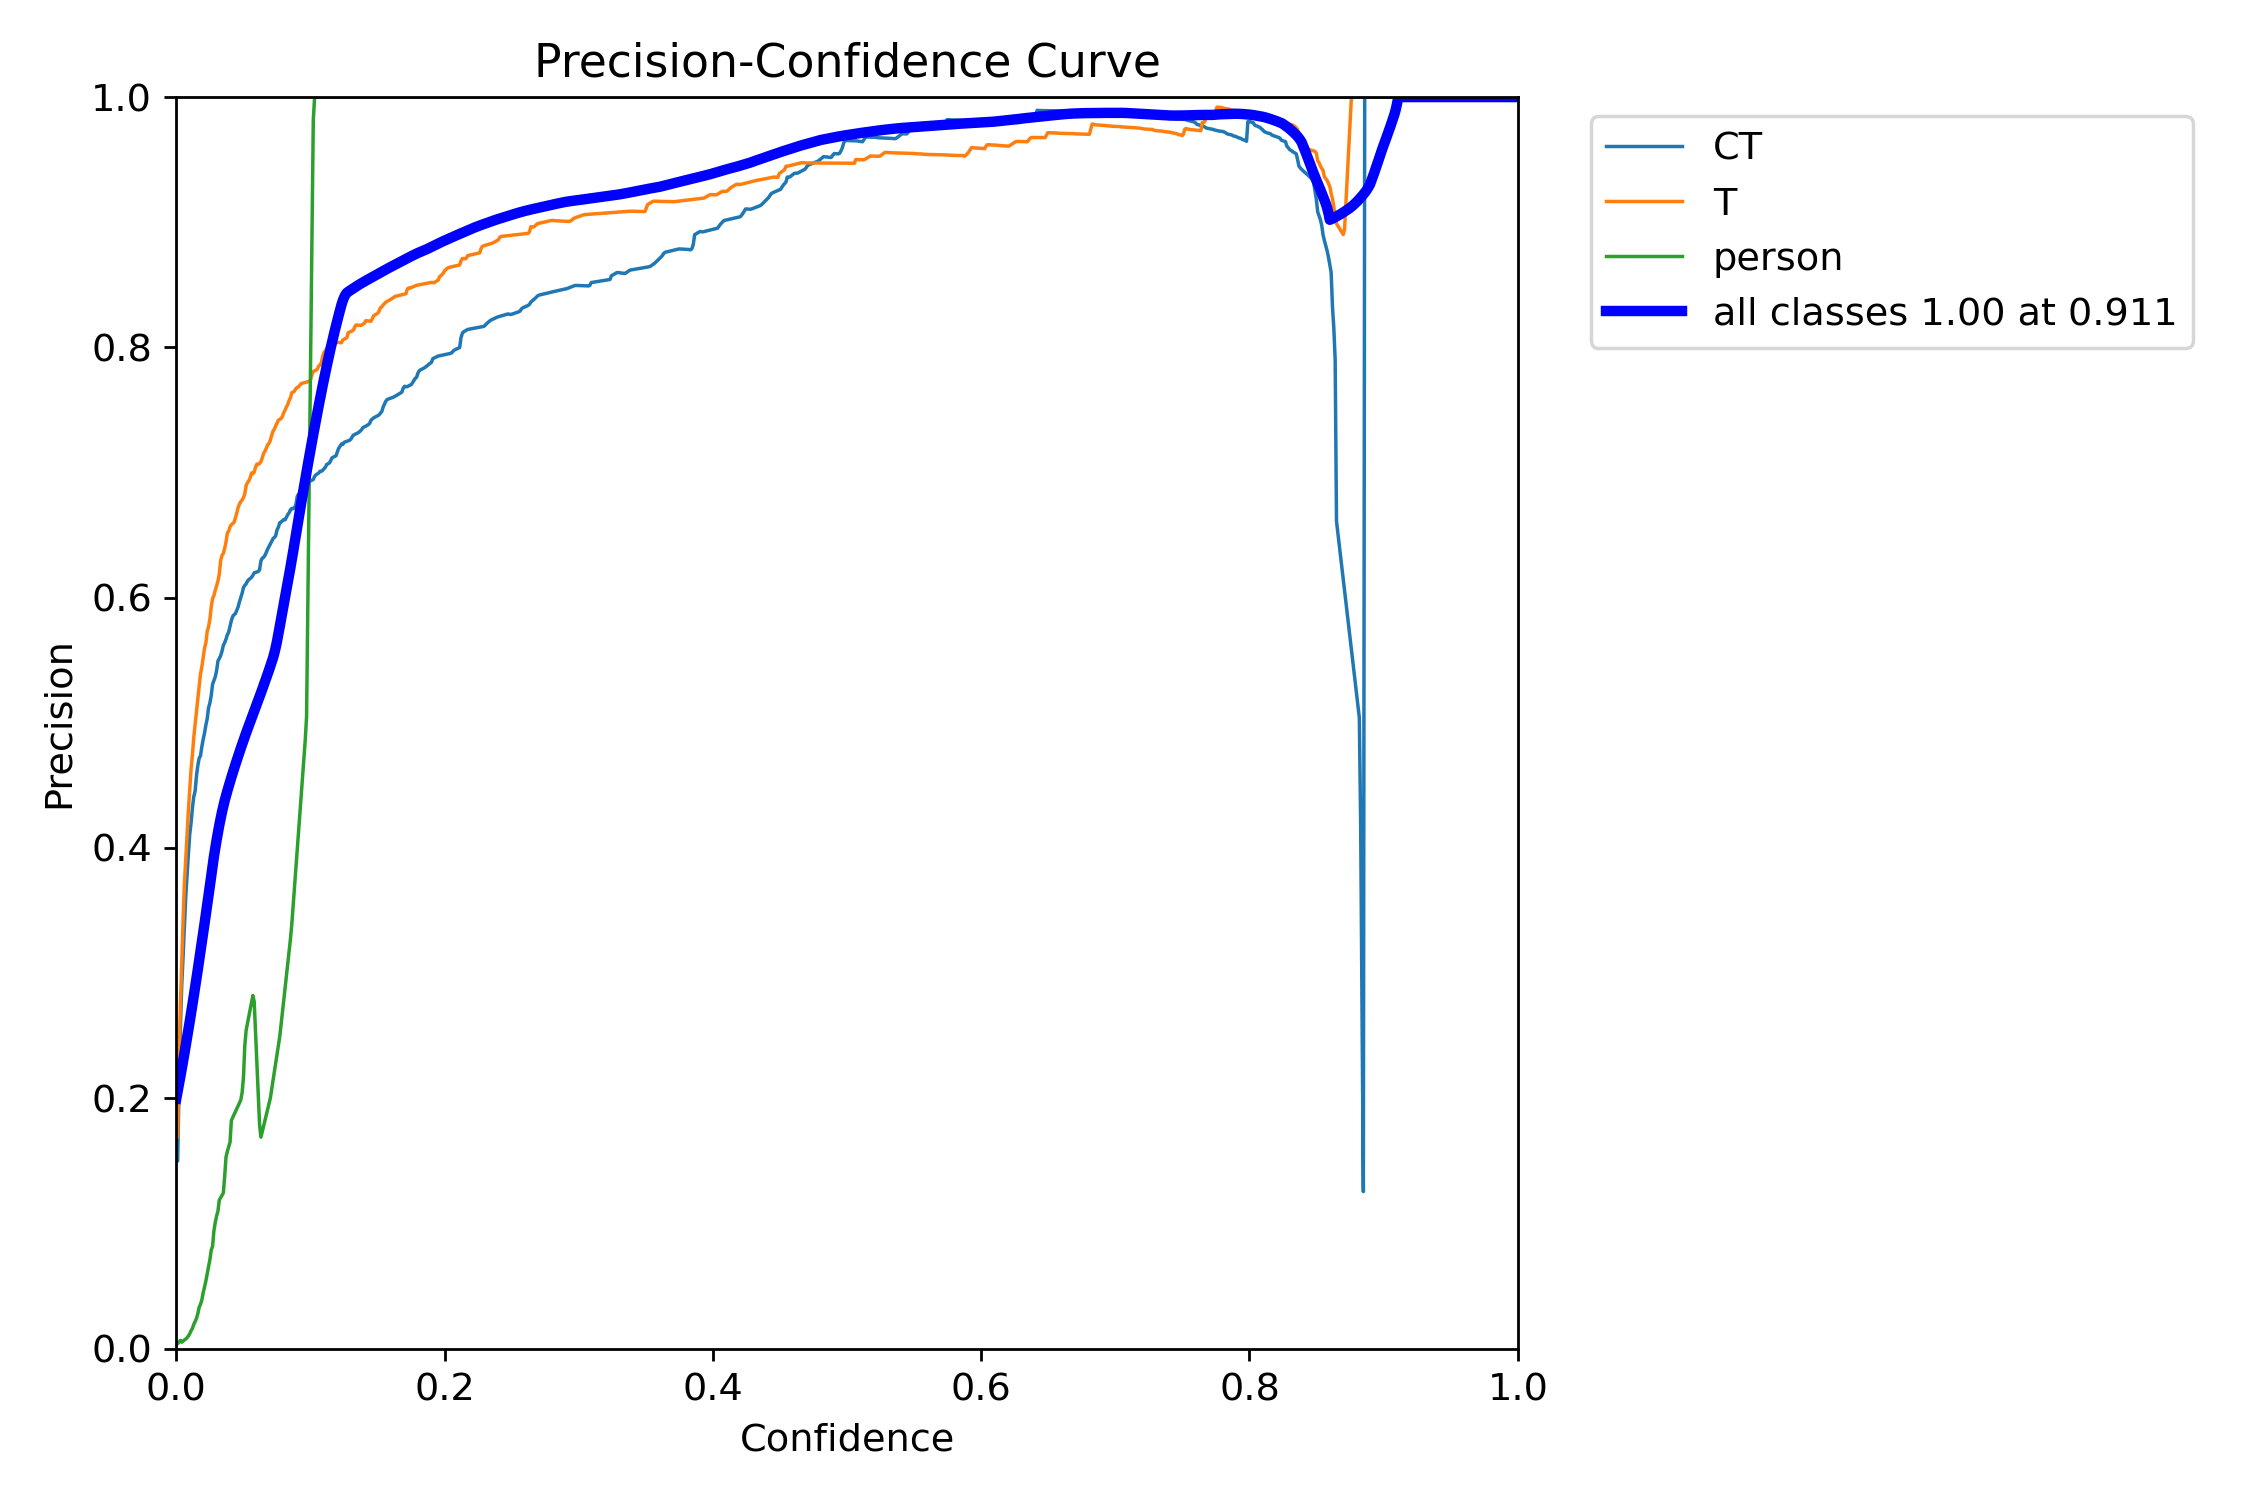 Precision-Confidence Curve
1.0
0.8
0.6
0.4
0.2
0.0
Precision
0.0 0.2 0.4 0.6 0.8 1.0
Confidence
CT
T
person
all classes 1.00 at 0.911